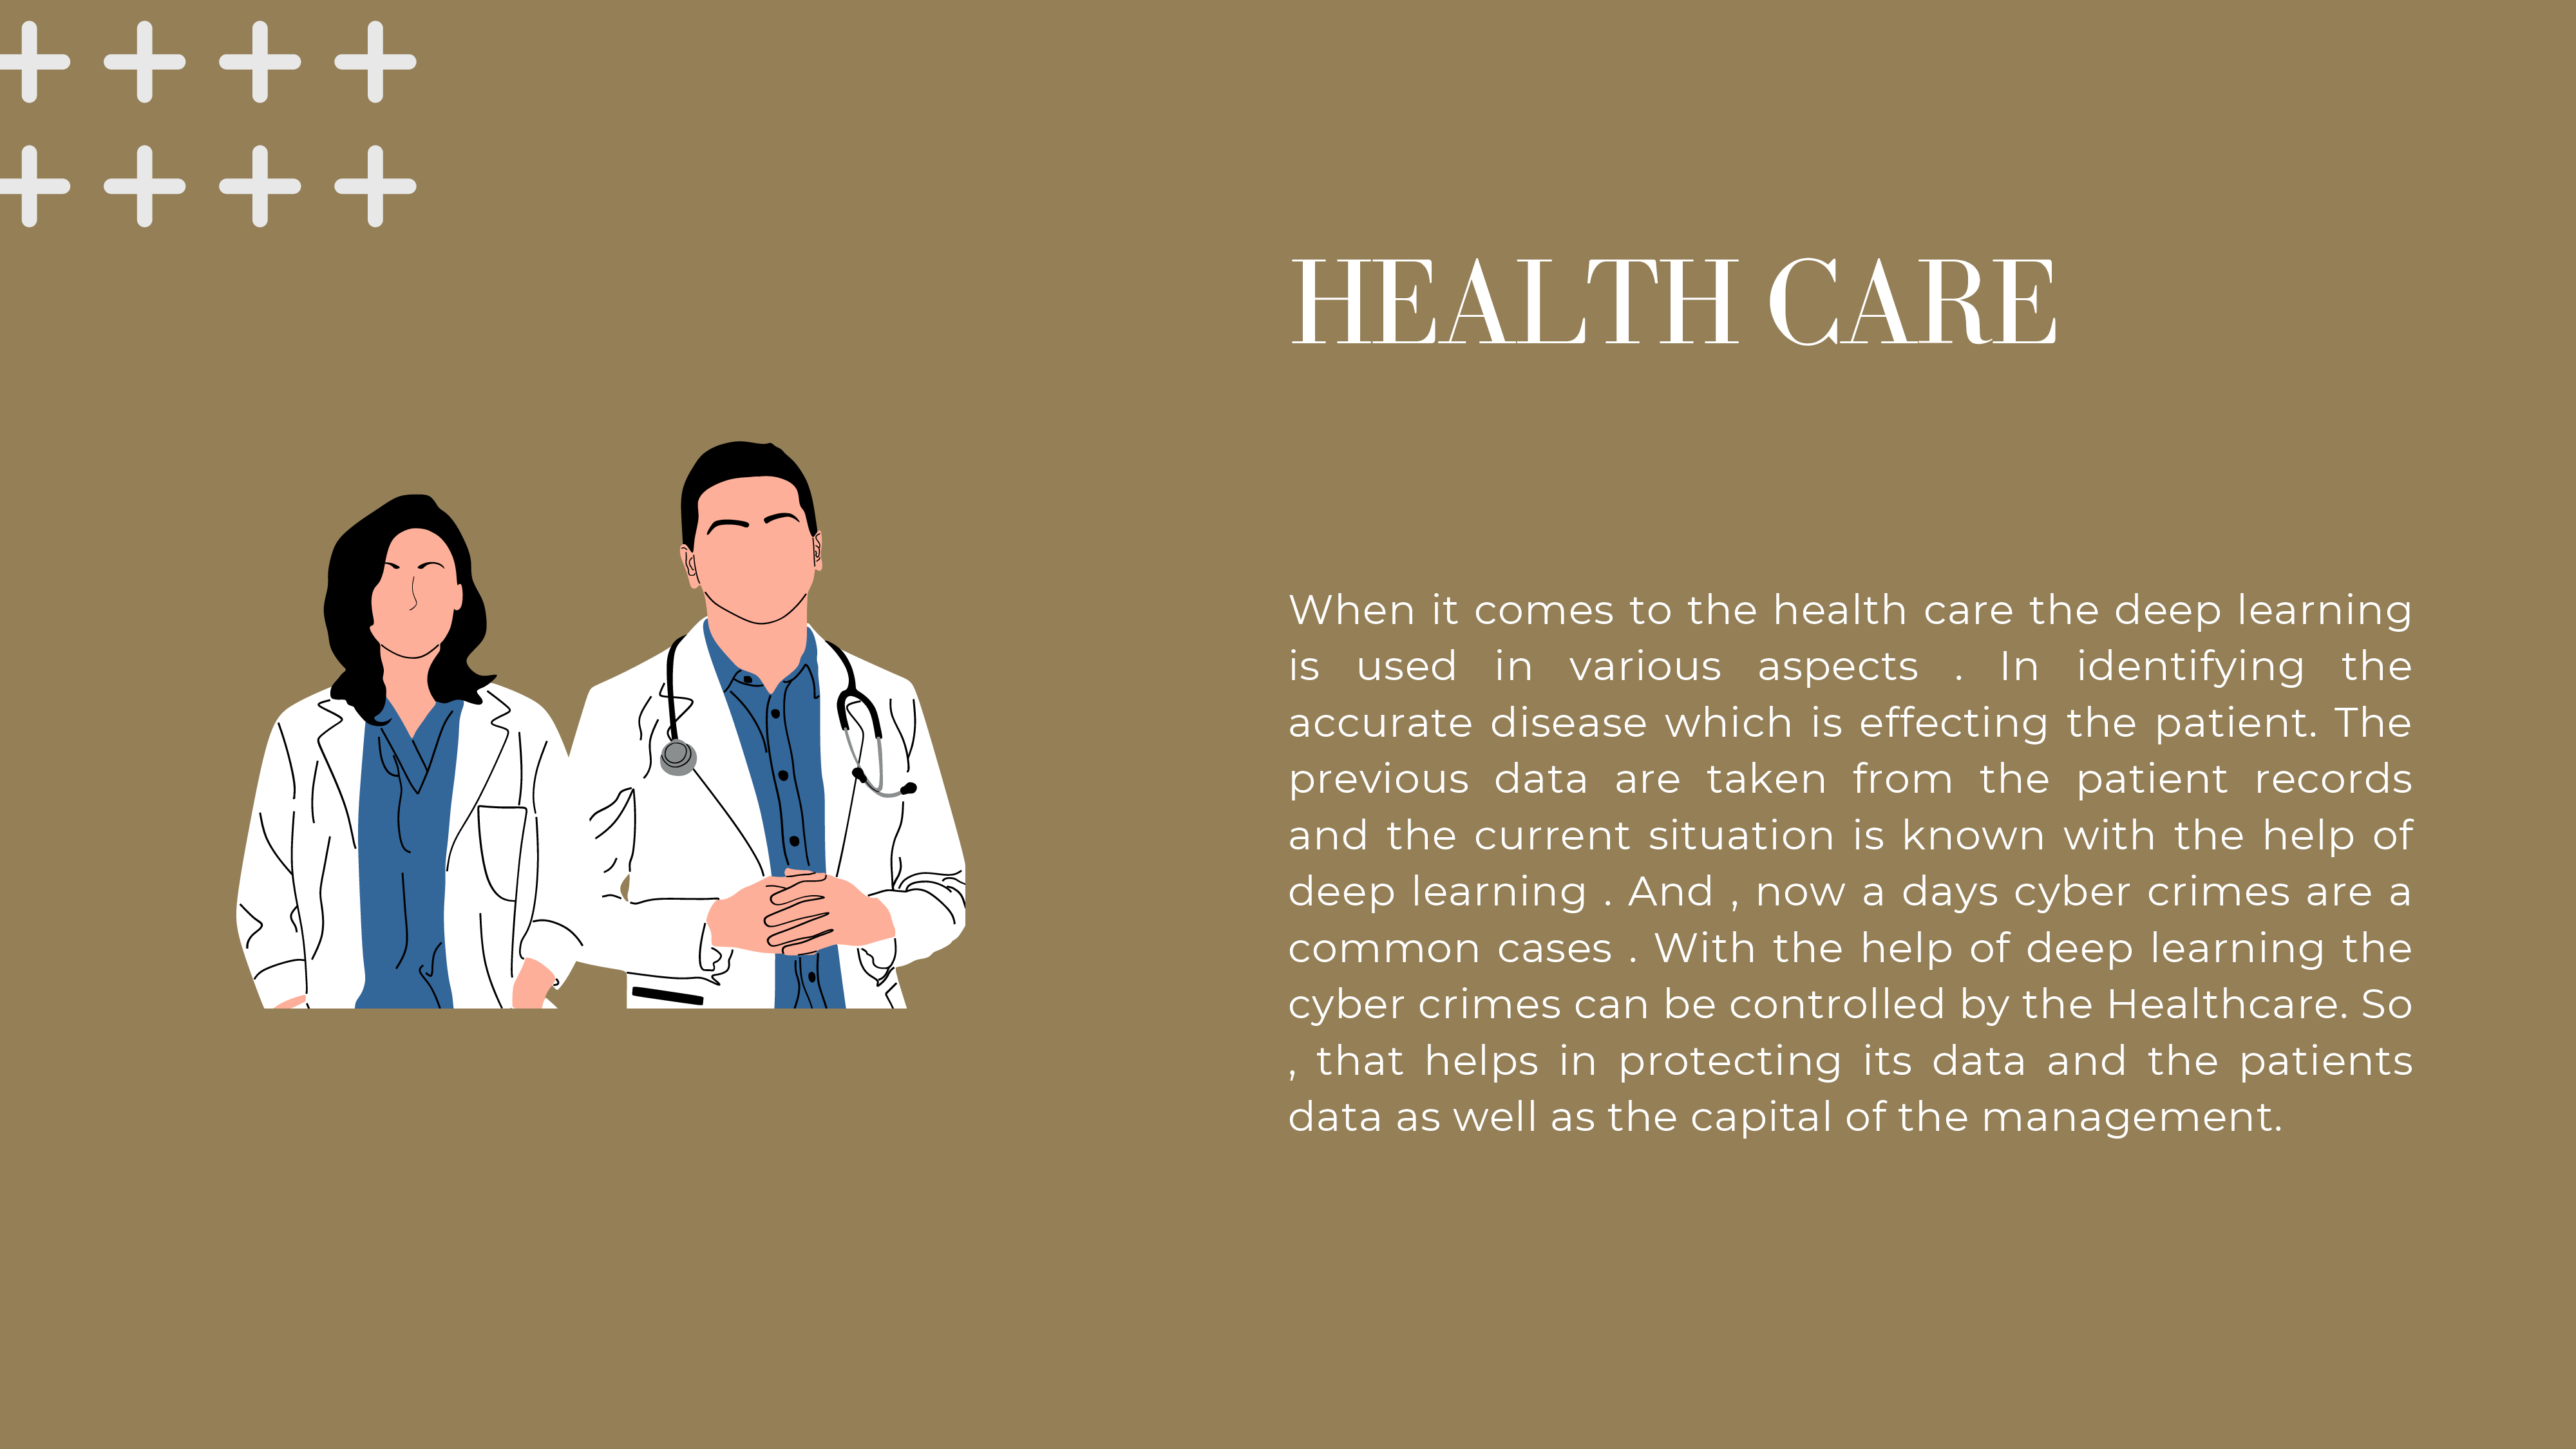 HEALTH CARE
When it comes to the health care the deep learning
is used in various aspects . In identifying the
accurate disease which is effecting the patient. The
previous data are taken from the patient records
and the current situation is known with the help of
deep learning . And , now a days cyber crimes are a
common cases . With the help of deep learning the
cyber crimes can be controlled by the Healthcare. So
, that helps in protecting its data and the patients
data as well as the capital of the management.